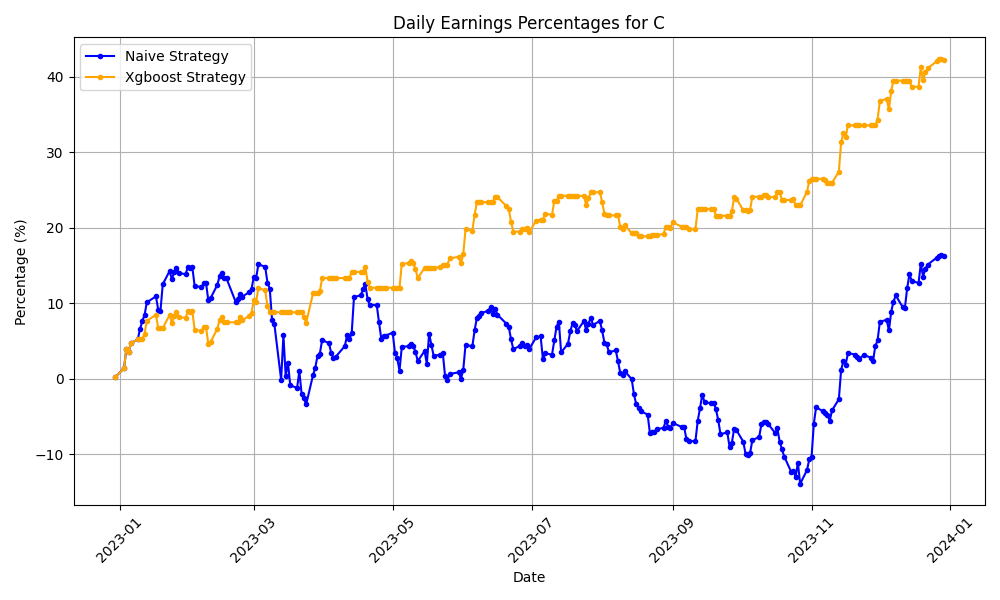 Daily Earnings Percentages for C
Naive Strategy
Xgboost Strategy
Percentage (%)
40
30
20
10
0
−10
2023-01
2023-03
2023-05
2023-07
2023-09
2023-11
2024-01
Date